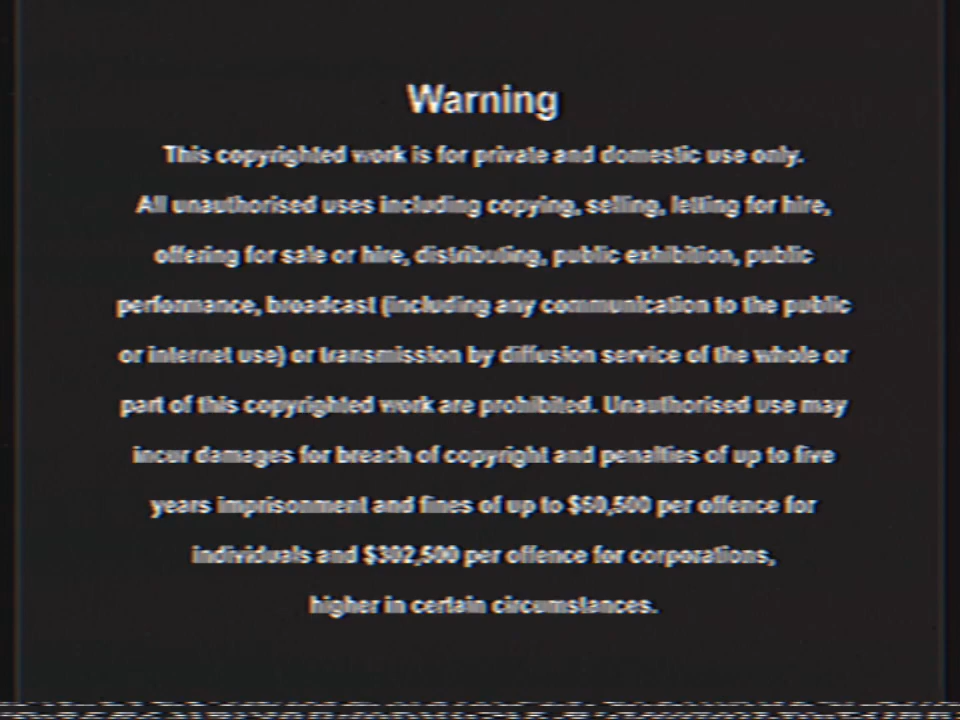 Warning
This copyrighted work is for private and domestic use only.
All unauthorised uses including copying, selling, letting for hire,
offering for sale or hire, distributing, public exhibition, public
performance, broadcast (including any communication to the public
or internet use) or transmission by diffusion service of the whole or
part of this copyrighted work are prohibited. Unauthorised use may
incur damages for breach of copyright and penalties of up to five
years imprisonment and fines of up to $60,500 per offence for
individuals and $302,500 per offence for corporations,
higher in certain circumstances.